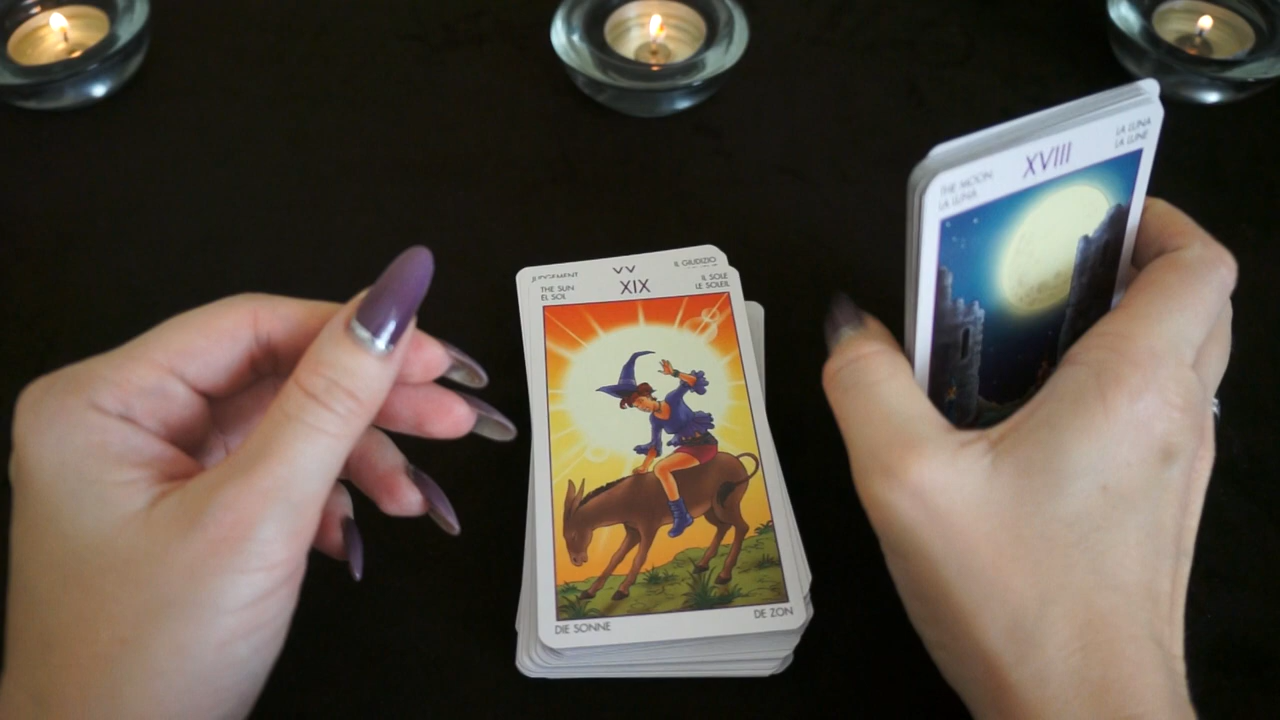 JUDGEMENT
IL GIUDIZIO
THE SUN
EL SOL
XIX
IL SOLE
LE SOLEIL
DIE SONNE
DE ZON
THE MOON
LA LUNA
XVIII
LA LUNA
LA LUNE